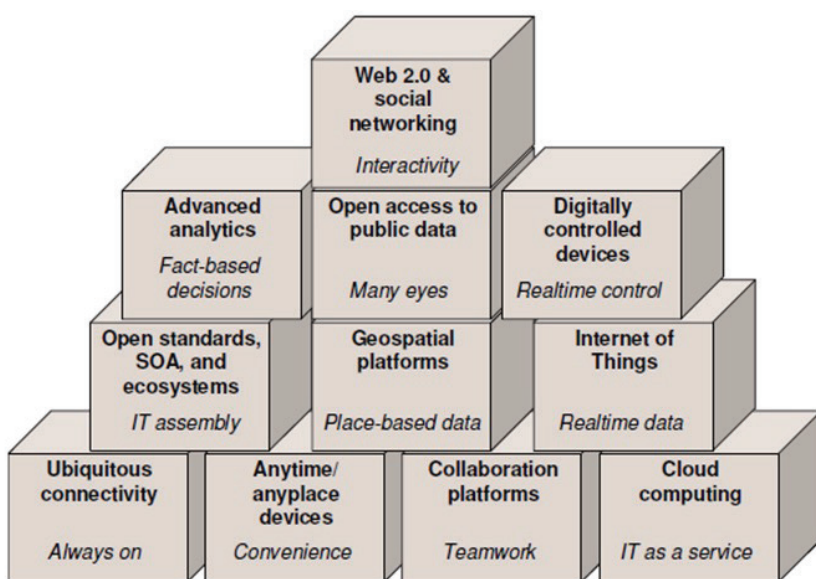 Web 2.0 &
social
networking
Interactivity
Advanced
analytics
Fact-based
decisions
Open access to
public data
Many eyes
Digitally
controlled
devices
Realtime control
Open standards,
SOA, and
ecosystems
IT assembly
Geospatial
platforms
Place-based data
Internet of
Things
Realtime data
Ubiquitous
connectivity
Always on
Anytime/
anyplace
devices
Convenience
Collaboration
platforms
Teamwork
Cloud
computing
IT as a service